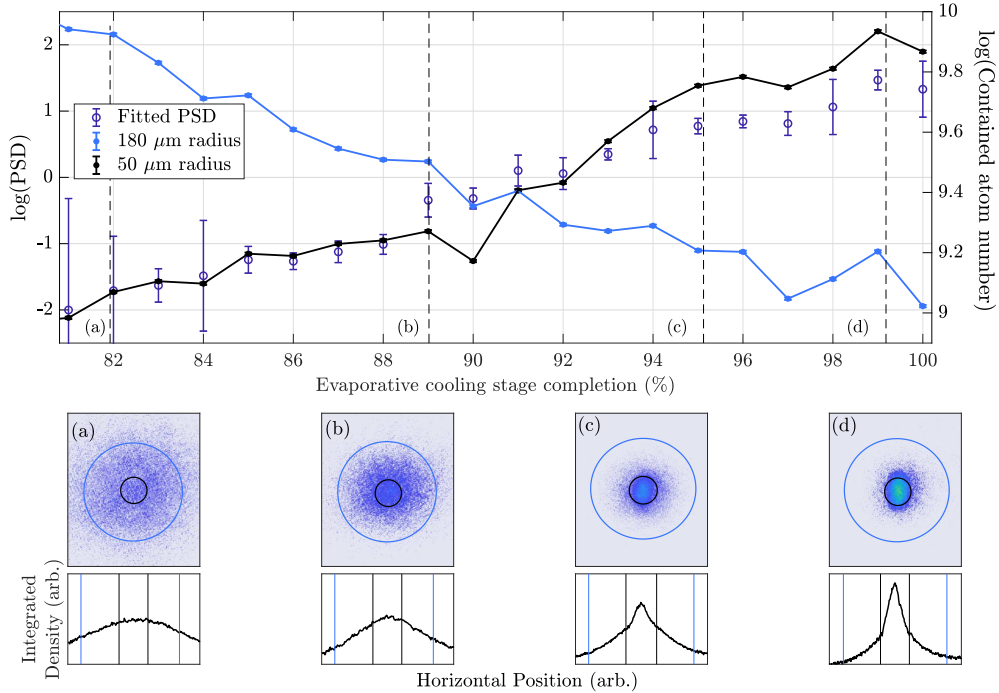 2
1
0
-1
-2
log(PSD)
10
9.8
9.6
9.4
9.2
9
log(Contained atom number)
Fitted PSD
180 μm radius
50 μm radius
(a)
(b)
(c)
(d)
82
84
86
88
90
92
94
96
98
100
Evaporative cooling stage completion (%)
(a)
(b)
(c)
(d)
Integrated
Density (arb.)
Horizontal Position (arb.)